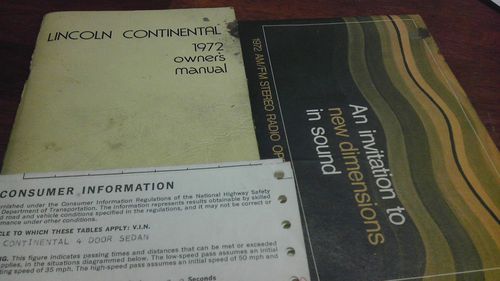 LINCOLN CONTINENTAL
1972
owner's
manual
1972 AM/FM STEREO RADIO
An invitation to
new dimensions
in sound
CONSUMER INFORMATION
urnished under the Consumer Information Regulations of the National Highway Safety
Department of Transportation. The information represents results obtainable by skilled
d road and vehicle conditions specified in the regulations, and it may not be correct or
mance under other conditions.
CLE TO WHICH THESE TABLES APPLY: V.I.N.
CONTINENTAL 4 DOOR SEDAN
NG. This figure indicates passing times and distances that can be met or exceeded
pplies, in the situations diagrammed below. The low-speed pass assumes an initial
ting speed of 35 mph. The high-speed pass assumes an initial speed of 50 mph and
Seconds